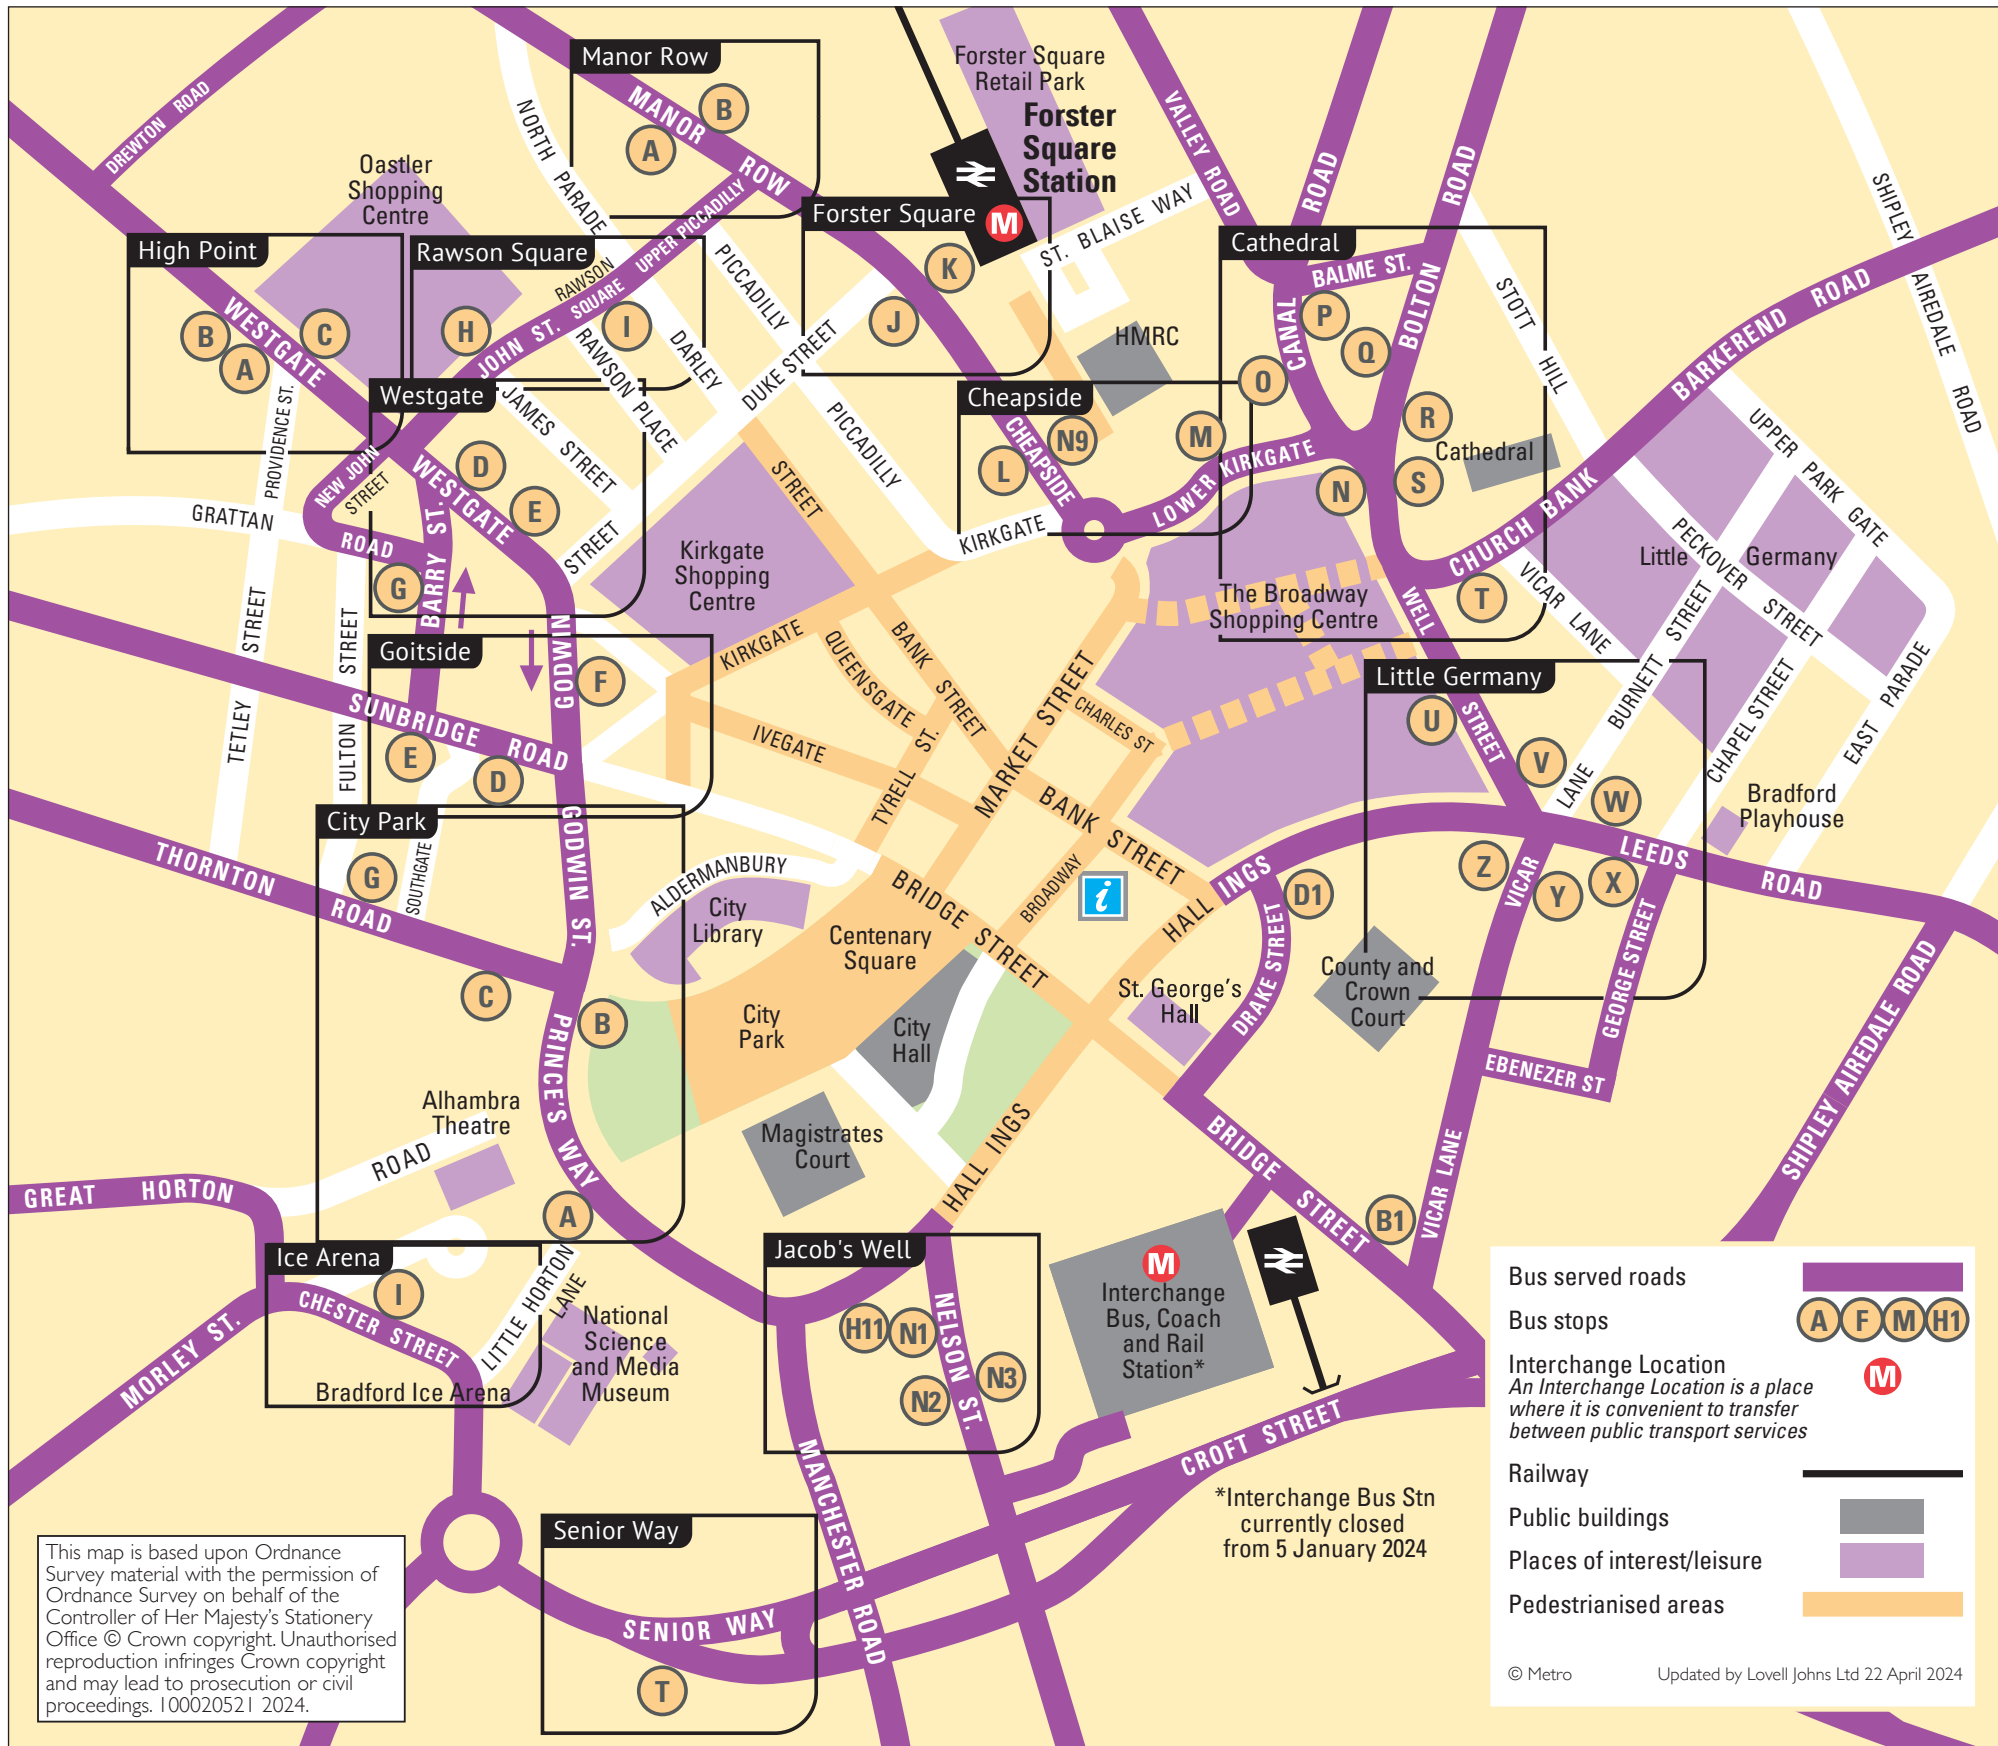 Manor Row
MANOR
ROW
B
A
DREWTON ROAD
NORTH
PARADE
Oastler
Shopping
Centre
Forster Square
Retail Park
Forster
Square
Station
M
VALLEY ROAD
ROAD
ROAD
SHIPLEY
AIREDALE
ROAD
UPPER PICCADILLY
Forster Square
K
J
ST. BLAISE WAY
HMRC
High Point
WESTGATE
B
A
C
Rawson Square
RAWSON
SQUARE
JOHN ST.
H
I
RAWSON PLACE
DARLEY
STREET
PICCADILLY
PICCADILLY
DUKE STREET
Cathedral
BALME ST.
CANAL
BOLTON
P
Q
O
R
S
N
T
Cathedral
STOTT
HILL
BARKEREND ROAD
CHURCH BANK
UPPER PARK GATE
Westgate
JAMES STREET
PROVIDENCE ST.
NEW JOHN
STREET
WESTGATE
D
E
G
STREET
GRATTAN
ROAD
BARRY ST.
Cheapside
CHEAPSIDE
L
N9
M
LOWER KIRKGATE
KIRKGATE
Kirkgate
Shopping
Centre
The Broadway
Shopping Centre
WELL
STREET
Little
Germany
PECKOVER
STREET
VICAR LANE
BURNETT STREET
CHAPEL STREET
EAST PARADE
Goitside
GODWIN
F
SUNBRIDGE ROAD
E
D
TETLEY STREET
FULTON STREET
KIRKGATE
QUEENSGATE
BANK
STREET
IVEGATE
TYRELL ST.
MARKET STREET
CHARLES ST
BANK STREET
BROADWAY
i
Little Germany
U
V
W
LANE
Z
Y
X
VICAR
LEEDS
ROAD
GEORGE STREET
Bradford
Playhouse
City Park
THORNTON
ROAD
G
SOUTHGATE
GODWIN ST.
C
B
PRINCE'S WAY
A
ALDERMANBURY
City
Library
Centenary
Square
BRIDGE STREET
City
Park
City
Hall
HALL
INGS
D1
DRAKE STREET
St. George's
Hall
County and
Crown
Court
EBENEZER ST
Alhambra
Theatre
Magistrates
Court
HALL INGS
BRIDGE STREET
B1
VICAR LANE
SHIPLEY AIREDALE ROAD
GREAT HORTON
ROAD
Ice Arena
I
CHESTER STREET
MORLEY ST.
LITTLE HORTON
LANE
Bradford Ice Arena
National
Science
and Media
Museum
Jacob's Well
H11
N1
N2
N3
NELSON ST.
M
Interchange
Bus, Coach
and Rail
Station*
CROFT STREET
*Interchange Bus Stn
currently closed
from 5 January 2024
MANCHESTER ROAD
Senior Way
SENIOR WAY
T
This map is based upon Ordnance
Survey material with the permission of
Ordnance Survey on behalf of the
Controller of Her Majesty's Stationery
Office © Crown copyright. Unauthorised
reproduction infringes Crown copyright
and may lead to prosecution or civil
proceedings. 100020521 2024.
Bus served roads
Bus stops
A F M H1
Interchange Location
M
An Interchange Location is a place
where it is convenient to transfer
between public transport services
Railway
Public buildings
Places of interest/leisure
Pedestrianised areas
© Metro
Updated by Lovell Johns Ltd 22 April 2024